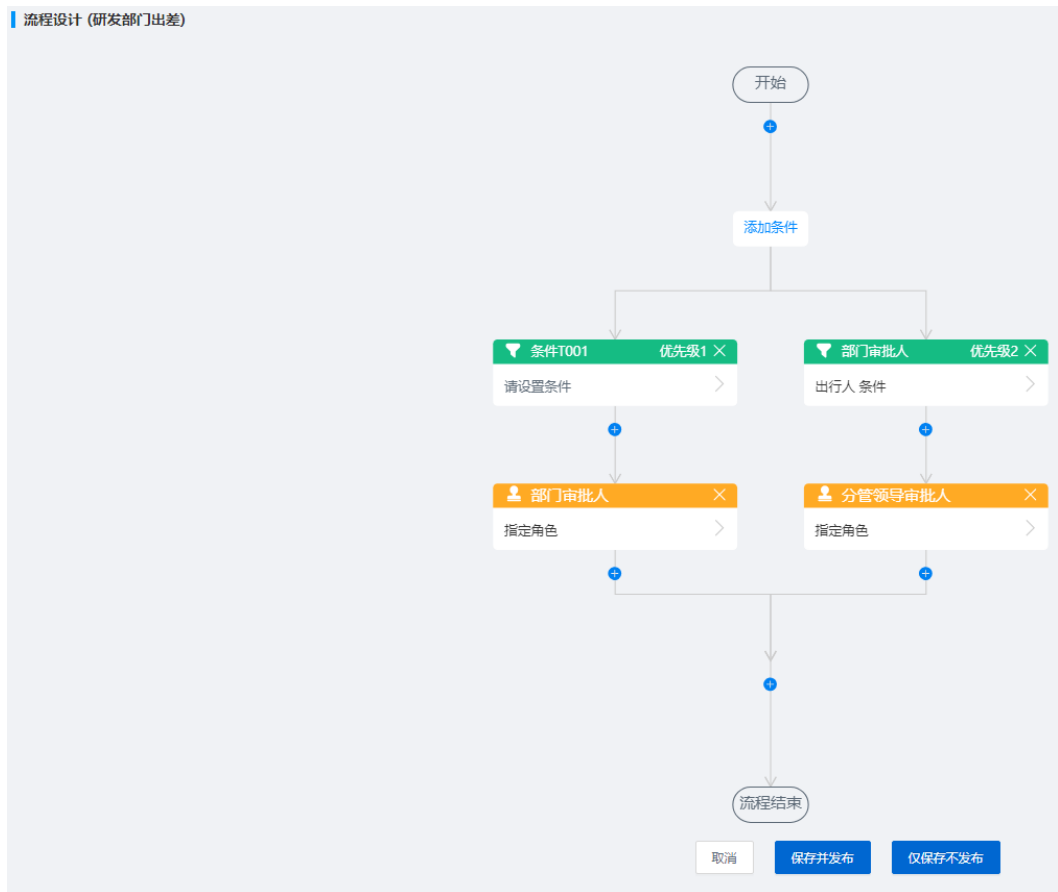 流程设计 (研发部门出差)
开始
添加条件
条件T001 优先级1
请设置条件
部门审批人 优先级2
出行人 条件
部门审批人
指定角色
分管领导审批人
指定角色
流程结束
取消 保存并发布 仅保存不发布